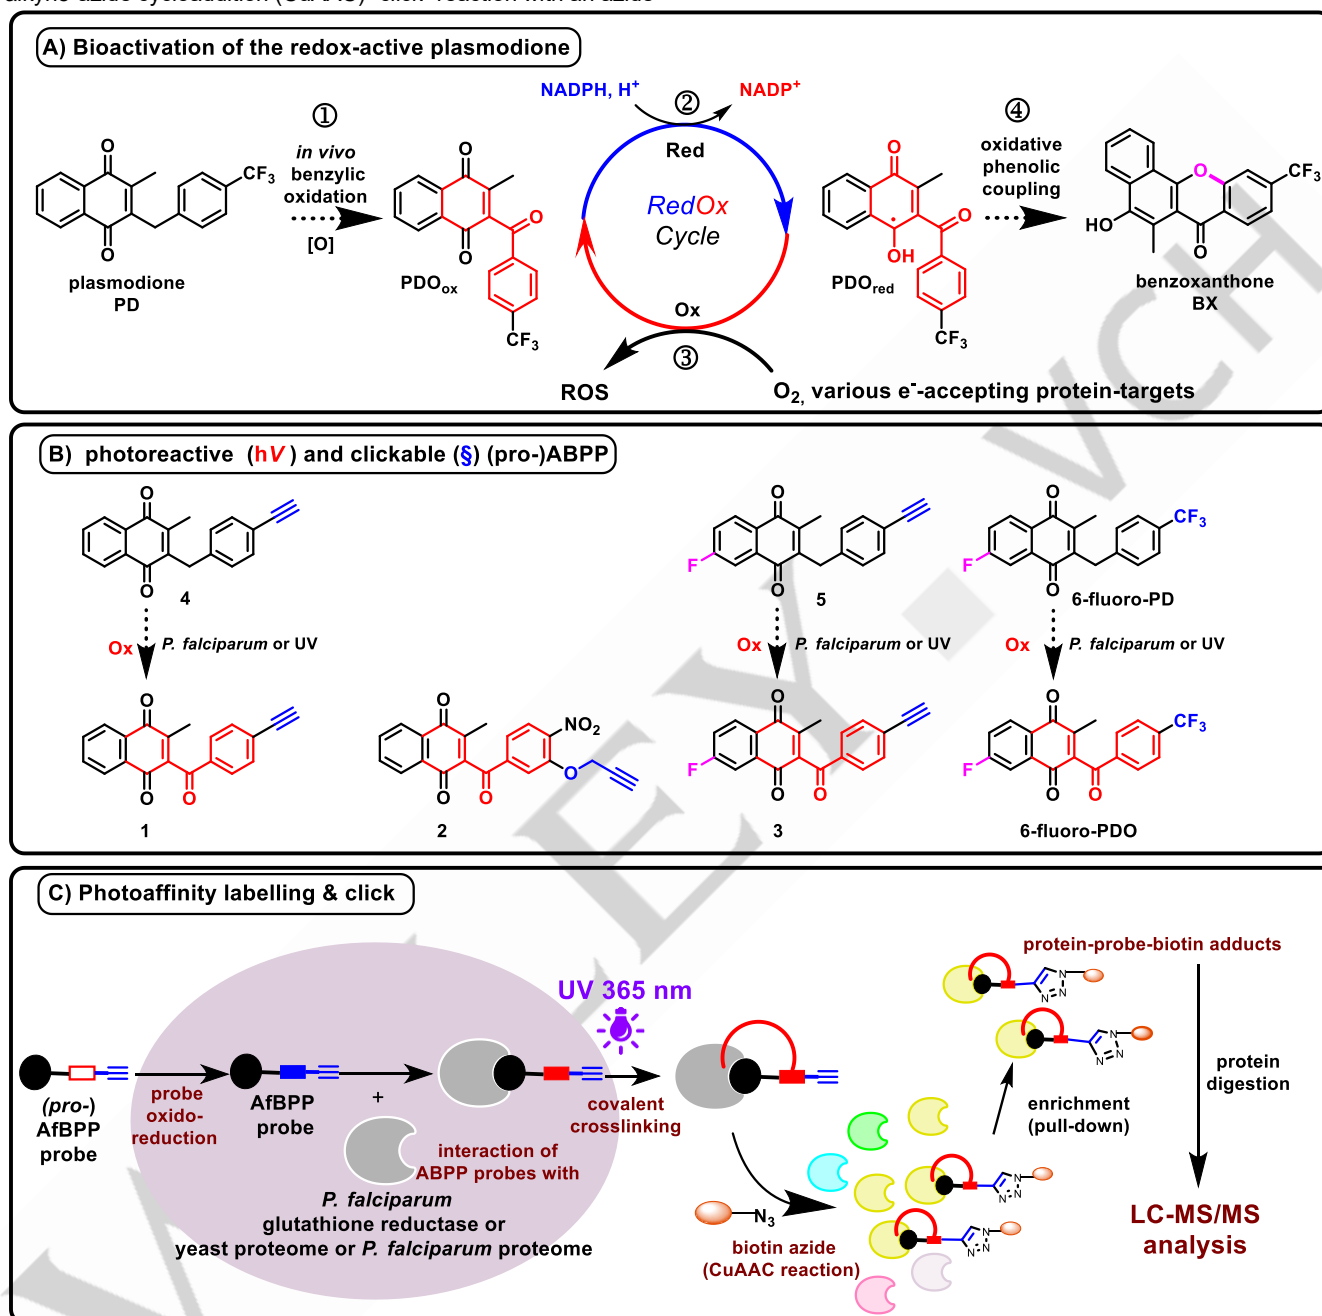 alkyne-azide cycloaddition (CuAAC) "click" reaction with an azide
A) Bioactivation of the redox-active plasmodione
NADPH, H+
②
NADP+
①
④
in vivo
benzylic
oxidation
[O]
Red
RedOx
Cycle
Ox
③
oxidative
phenolic
coupling
O
O
CF3
plasmodione
PD
O
O
O
PDOox
CF3
O
OH
O
PDOred
CF3
O
O
HO
CF3
benzoxanthone
BX
ROS
O2, various e--accepting protein-targets
B) photoreactive (hV) and clickable (§) (pro-)ABPP
O
O
4
O
O
F
5
O
O
F
CF3
6-fluoro-PD
Ox
P. falciparum or UV
Ox
P. falciparum or UV
Ox
P. falciparum or UV
O
O
O
1
O
O
O
NO2
O
2
O
O
O
F
3
O
O
O
F
CF3
6-fluoro-PDO
C) Photoaffinity labelling & click
protein-probe-biotin adducts
N
N
N
UV 365 nm
N
N
N
(pro-)
AfBPP
probe
probe
oxido-
reduction
AfBPP
probe
+
interaction of
ABPP probes with
P. falciparum
glutathione reductase or
yeast proteome or P. falciparum proteome
covalent
crosslinking
enrichment
(pull-down)
protein
digestion
N
N
N
N3
biotin azide
(CuAAC reaction)
N
N
N
LC-MS/MS
analysis
WILEY-VCH